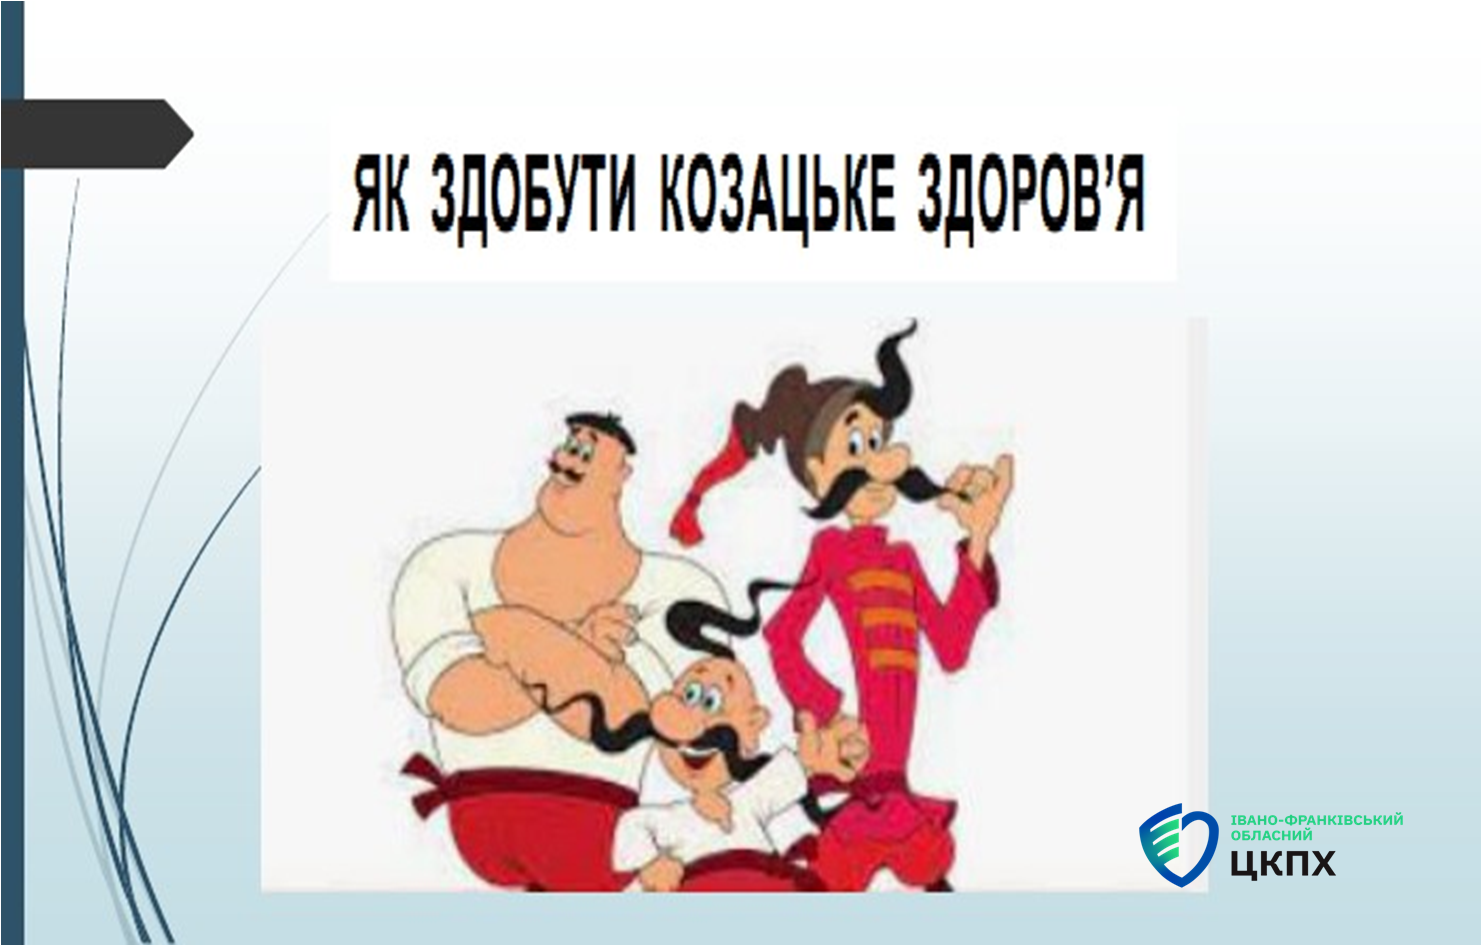 ЯК ЗДОБУТИ КОЗАЦЬКЕ ЗДОРОВ’Я
ІВАНО-ФРАНКІВСЬКИЙ
ОБЛАСНИЙ
ЦКПХ